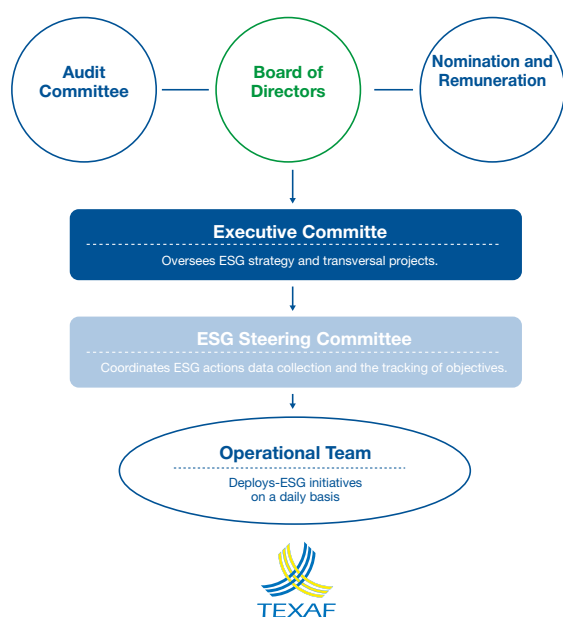 Audit
Committee
Board of
Directors
Nomination and
Remuneration
Executive Committe
Oversees ESG strategy and transversal projects.
ESG Steering Committee
Coordinates ESG actions data collection and the tracking of objectives.
Operational Team
Deploys-ESG initiatives
on a daily basis
TEXAF